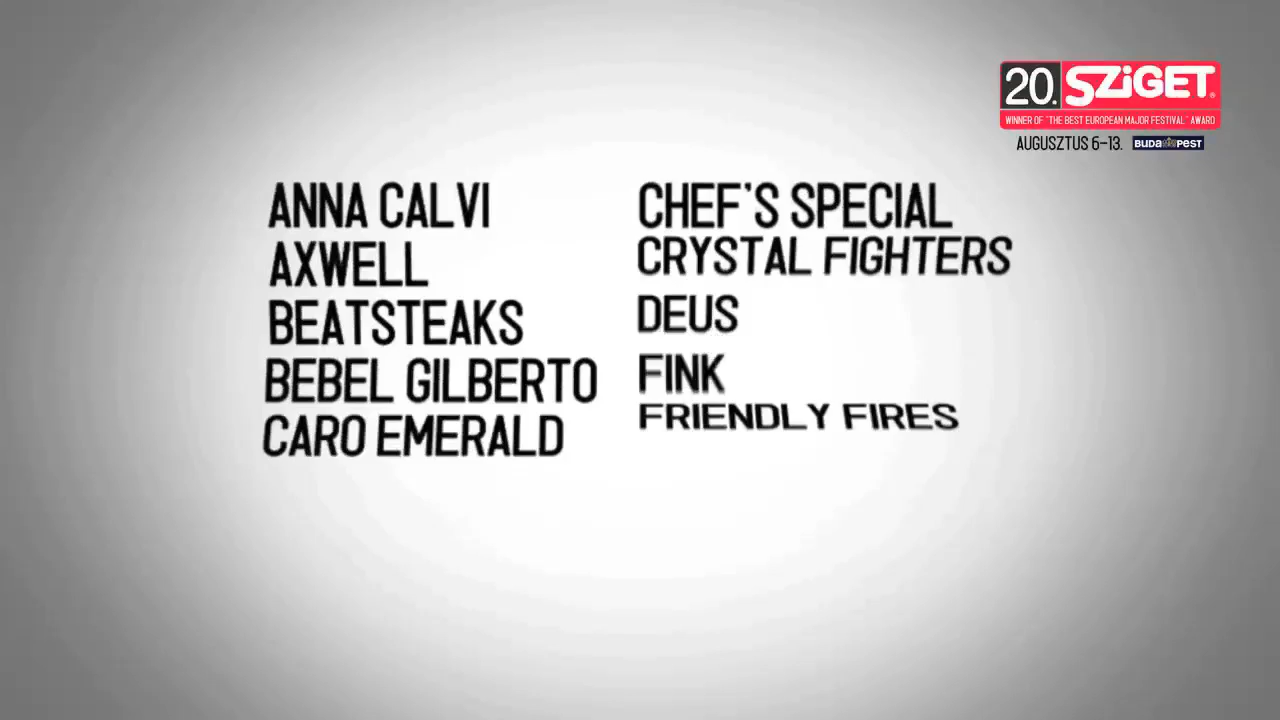 20. SZiGET
WINNER OF "THE BEST EUROPEAN MAJOR FESTIVAL" AWARD
AUGUSZTUS 6-13. BUDAPEST
ANNA CALVI
AXWELL
BEATSTEAKS
BEBEL GILBERTO
CARO EMERALD
CHEF'S SPECIAL
CRYSTAL FIGHTERS
DEUS
FINK
FRIENDLY FIRES